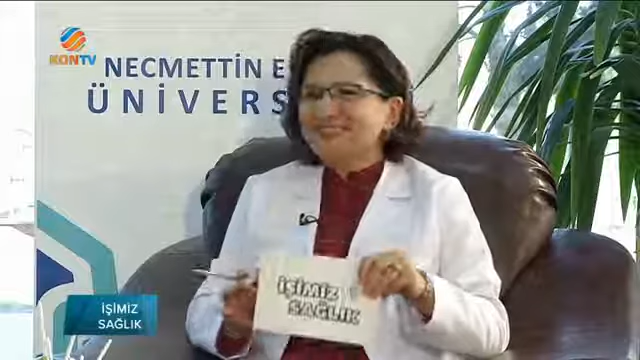 KONTV
NECMETTİN E
ÜNİVERS
İŞİMİZ
SAĞLIK
İŞİMİZ
SAĞLIK